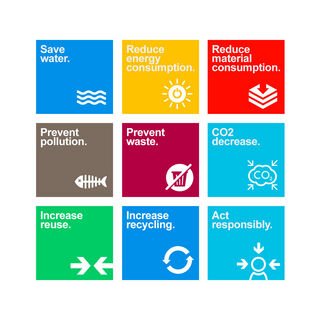 Save
water.
Reduce
energy
consumption.
Reduce
material
consumption.
Prevent
pollution.
Prevent
waste.
CO2
decrease.
CO2
Increase
reuse.
Increase
recycling.
Act
responsibly.